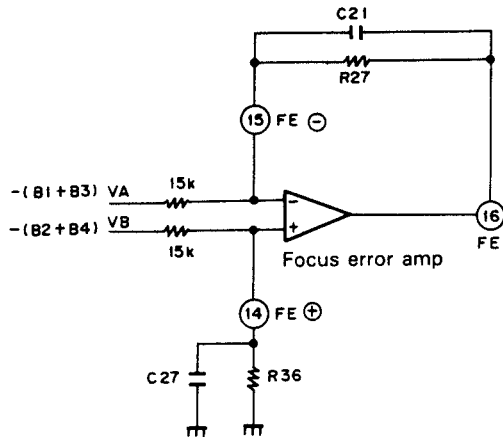 C21
R27
15 FE ⊖
-(B1+B3) VA 15k
-(B2+B4) VB 15k
−
+
16
FE
Focus error amp
14 FE ⊕
C27 R36